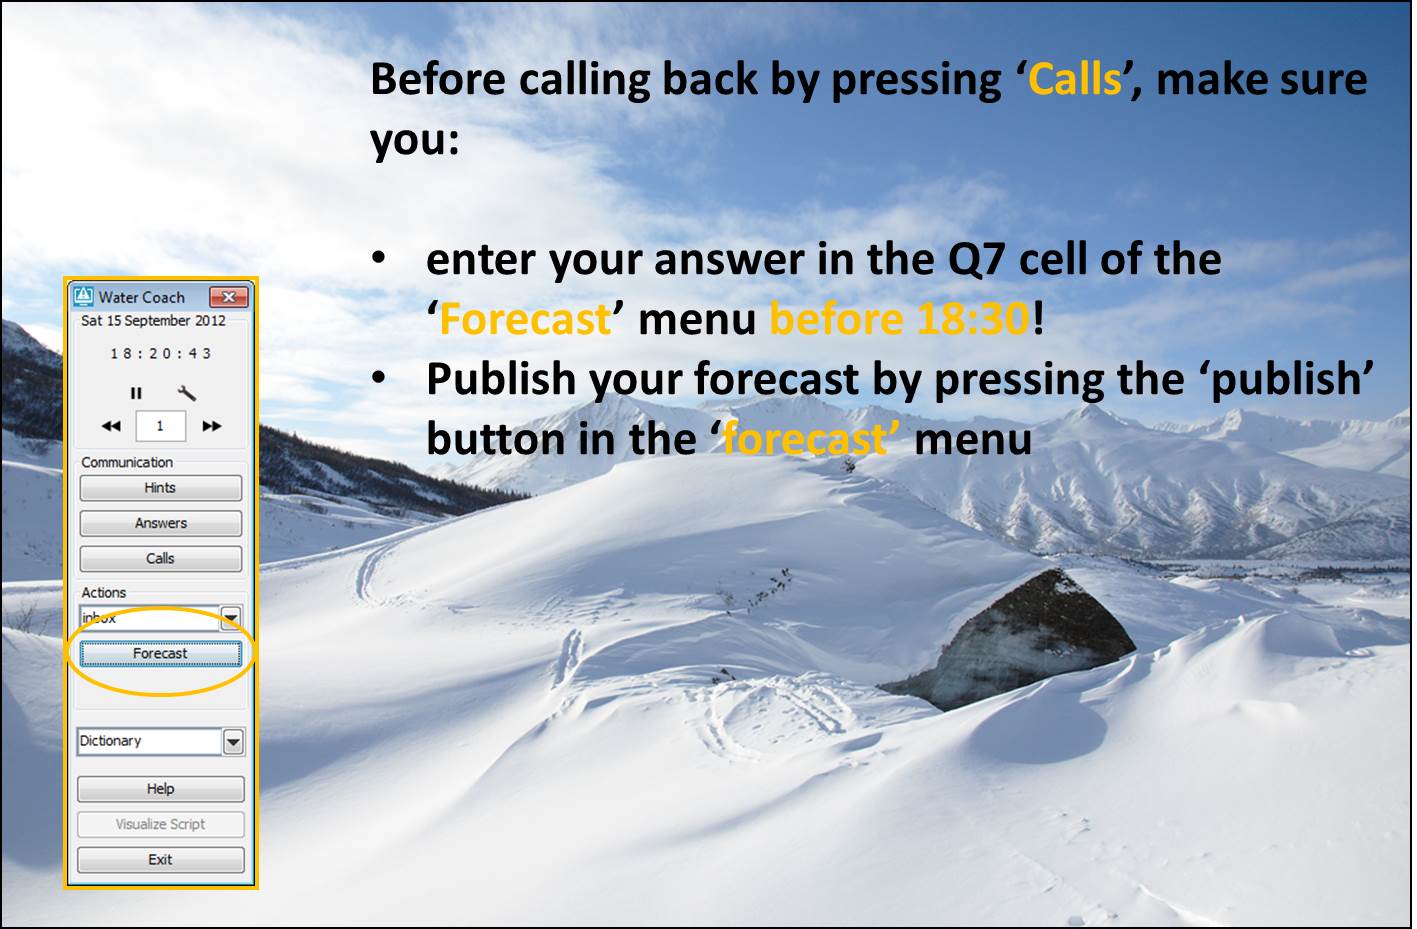 Before calling back by pressing ‘Calls’, make sure
you:
• enter your answer in the Q7 cell of the
‘Forecast’ menu before 18:30!
• Publish your forecast by pressing the ‘publish’
button in the ‘forecast’ menu
Water Coach
Sat 15 September 2012
18:20:43
1
Communication
Hints
Answers
Calls
Actions
inbox
Forecast
Dictionary
Help
Visualize Script
Exit